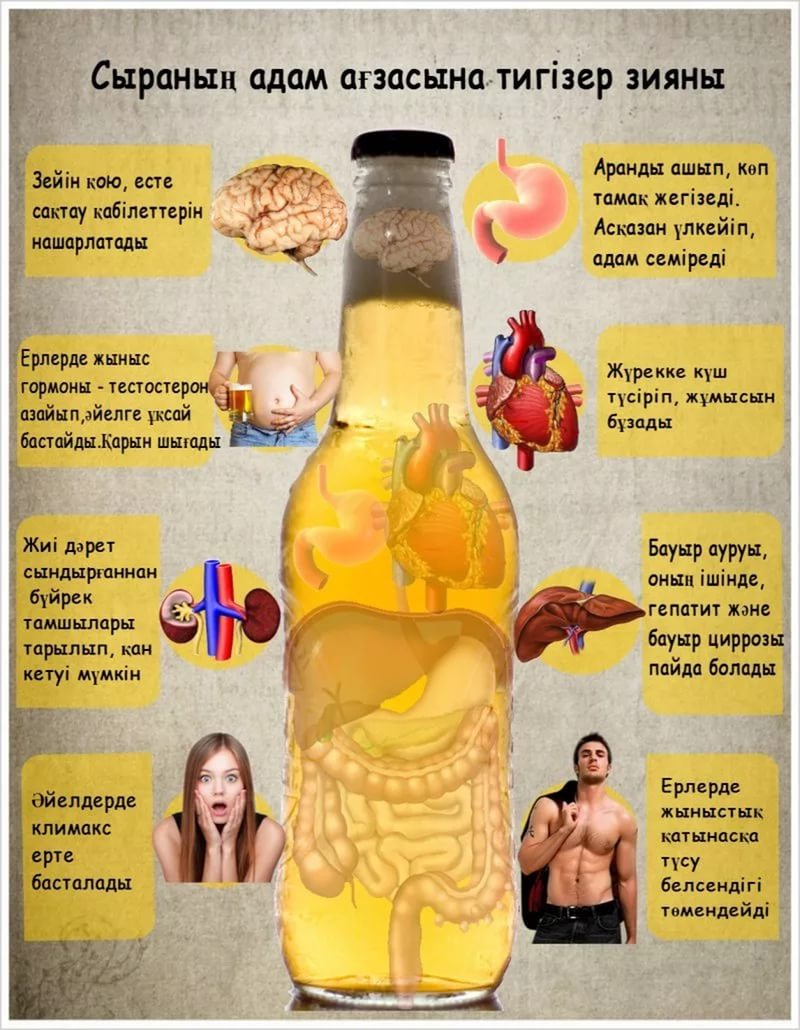 Сыраның адам ағзасына тигізер зияны
Зейін қою, есте
сақтау қабілеттерін
нашарлатады
Аранды ашып, көп
тамақ жегізеді.
Асқазан үлкейіп,
адам семіреді
Ерлерде жыныс
гормоны - тестостерон
азайып,әйелге ұқсай
бастайды.Қарын шығады
Жүрекке күш
түсіріп, жұмысын
бұзады
Жиі дәрет
сындырғаннан
бүйрек
тамшылары
тарылып, қан
кетуі мүмкін
Бауыр ауруы,
оның ішінде,
гепатит және
бауыр циррозы
пайда болады
Әйелдерде
климакс
ерте
басталады
Ерлерде
жыныстық
қатынасқа
түсу
белсендігі
төмендейді